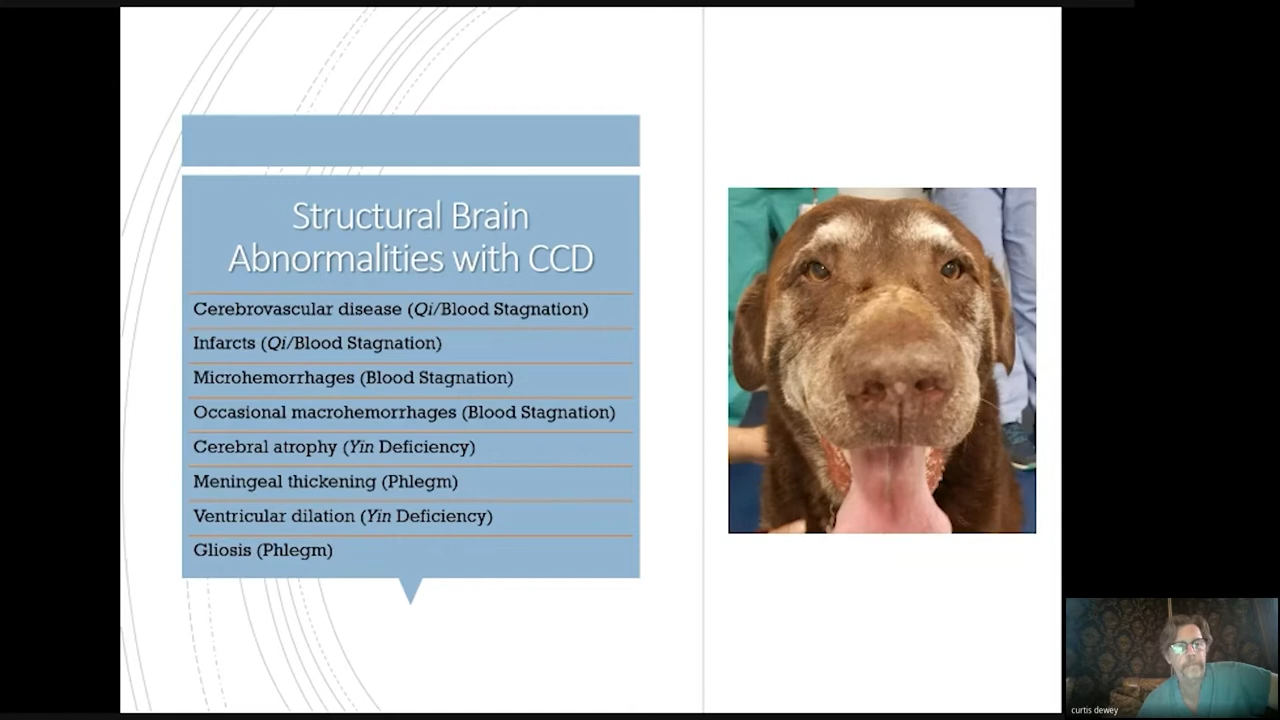 Structural Brain
Abnormalities with CCD
Cerebrovascular disease (Qi/Blood Stagnation)
Infarcts (Qi/Blood Stagnation)
Microhemorrhages (Blood Stagnation)
Occasional macrohemorrhages (Blood Stagnation)
Cerebral atrophy (Yin Deficiency)
Meningeal thickening (Phlegm)
Ventricular dilation (Yin Deficiency)
Gliosis (Phlegm)
curtis dewey